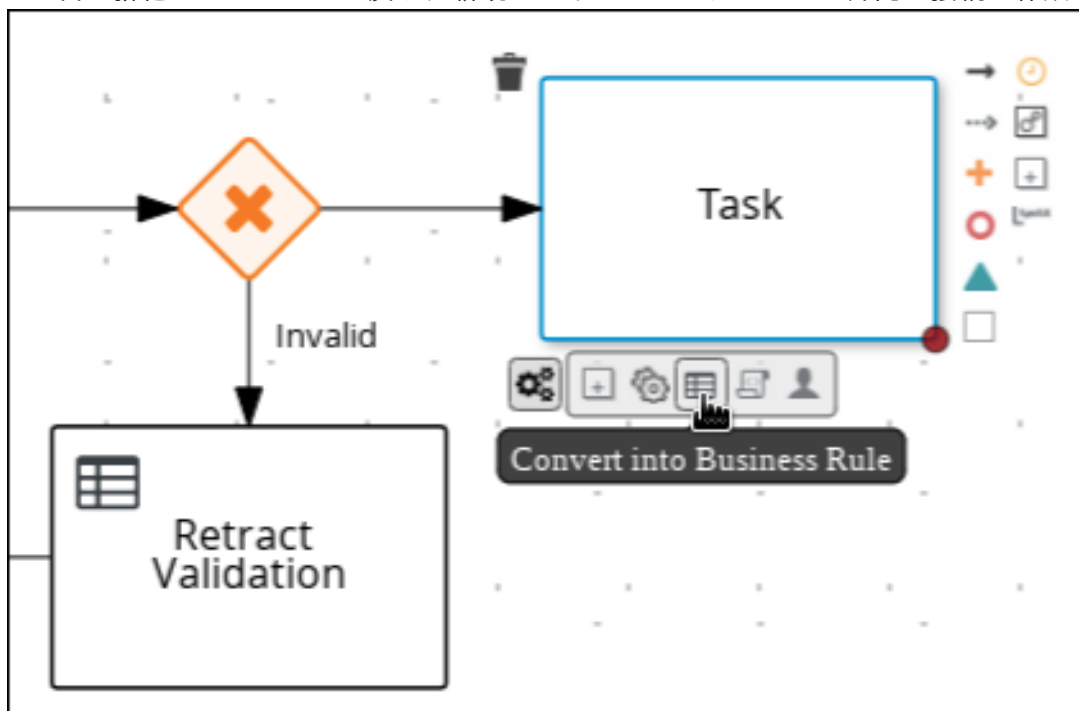 Task
Invalid
Convert into Business Rule
Retract
Validation